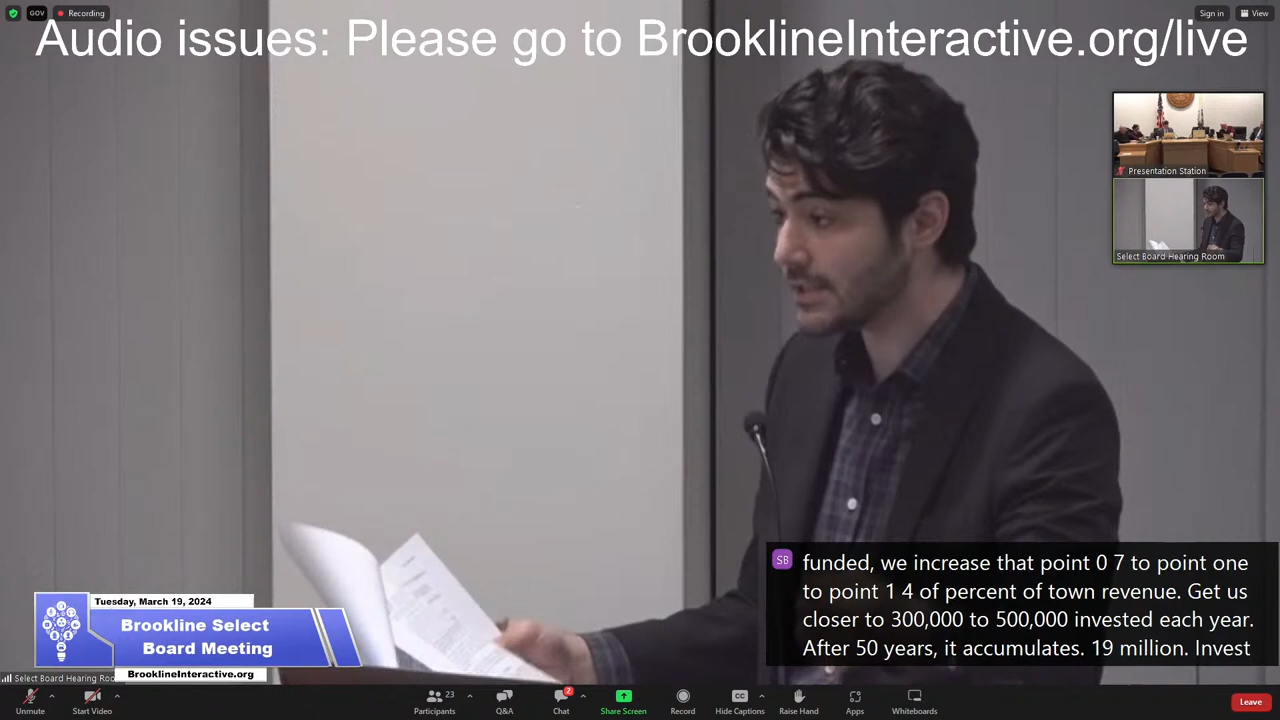 GOV
Recording
Sign in
View
Audio issues: Please go to BrooklineInteractive.org/live
Presentation Station
Select Board Hearing Room
SB
funded, we increase that point 0 7 to point one
to point 1 4 of percent of town revenue. Get us
closer to 300,000 to 500,000 invested each year.
After 50 years, it accumulates. 19 million. Invest
Tuesday, March 19, 2024
Brookline Select
Board Meeting
BrooklineInteractive.org
Select Board Hearing Roo
Unmute
Start Video
Participants
23
Q&A
Chat
2
Share Screen
Record
CC
Hide Captions
Raise Hand
Apps
Whiteboards
Leave